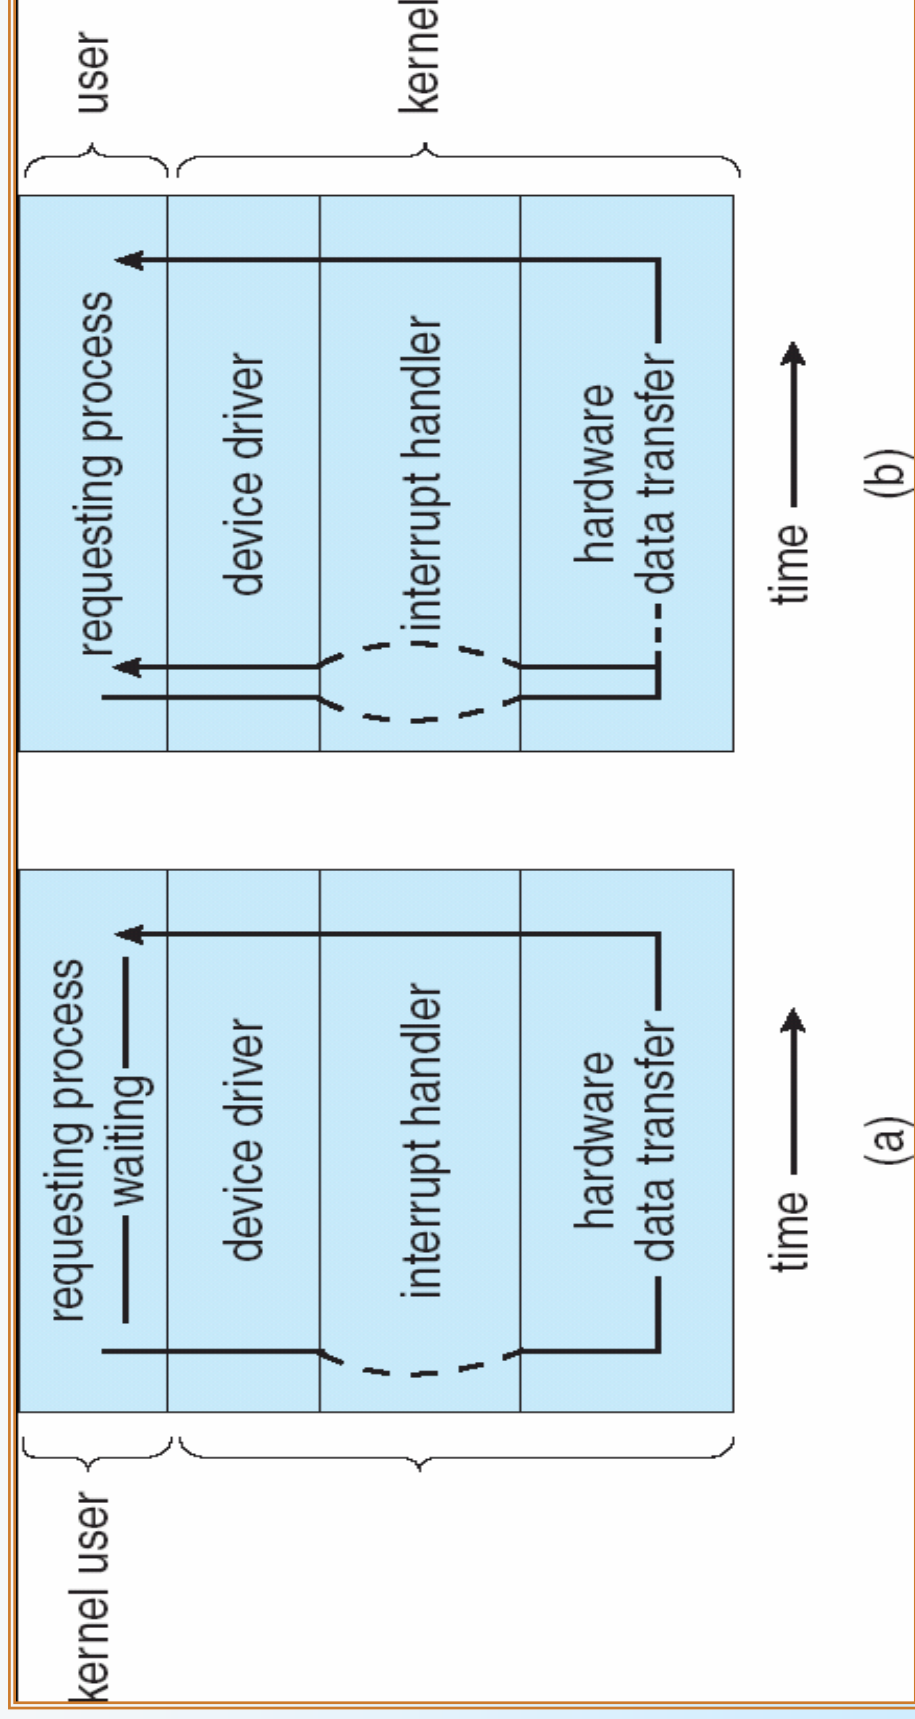 kernel user
requesting process
waiting
device driver
interrupt handler
hardware
data transfer
time
(a)
requesting process
device driver
interrupt handler
hardware
data transfer
time
(b)
user
kernel